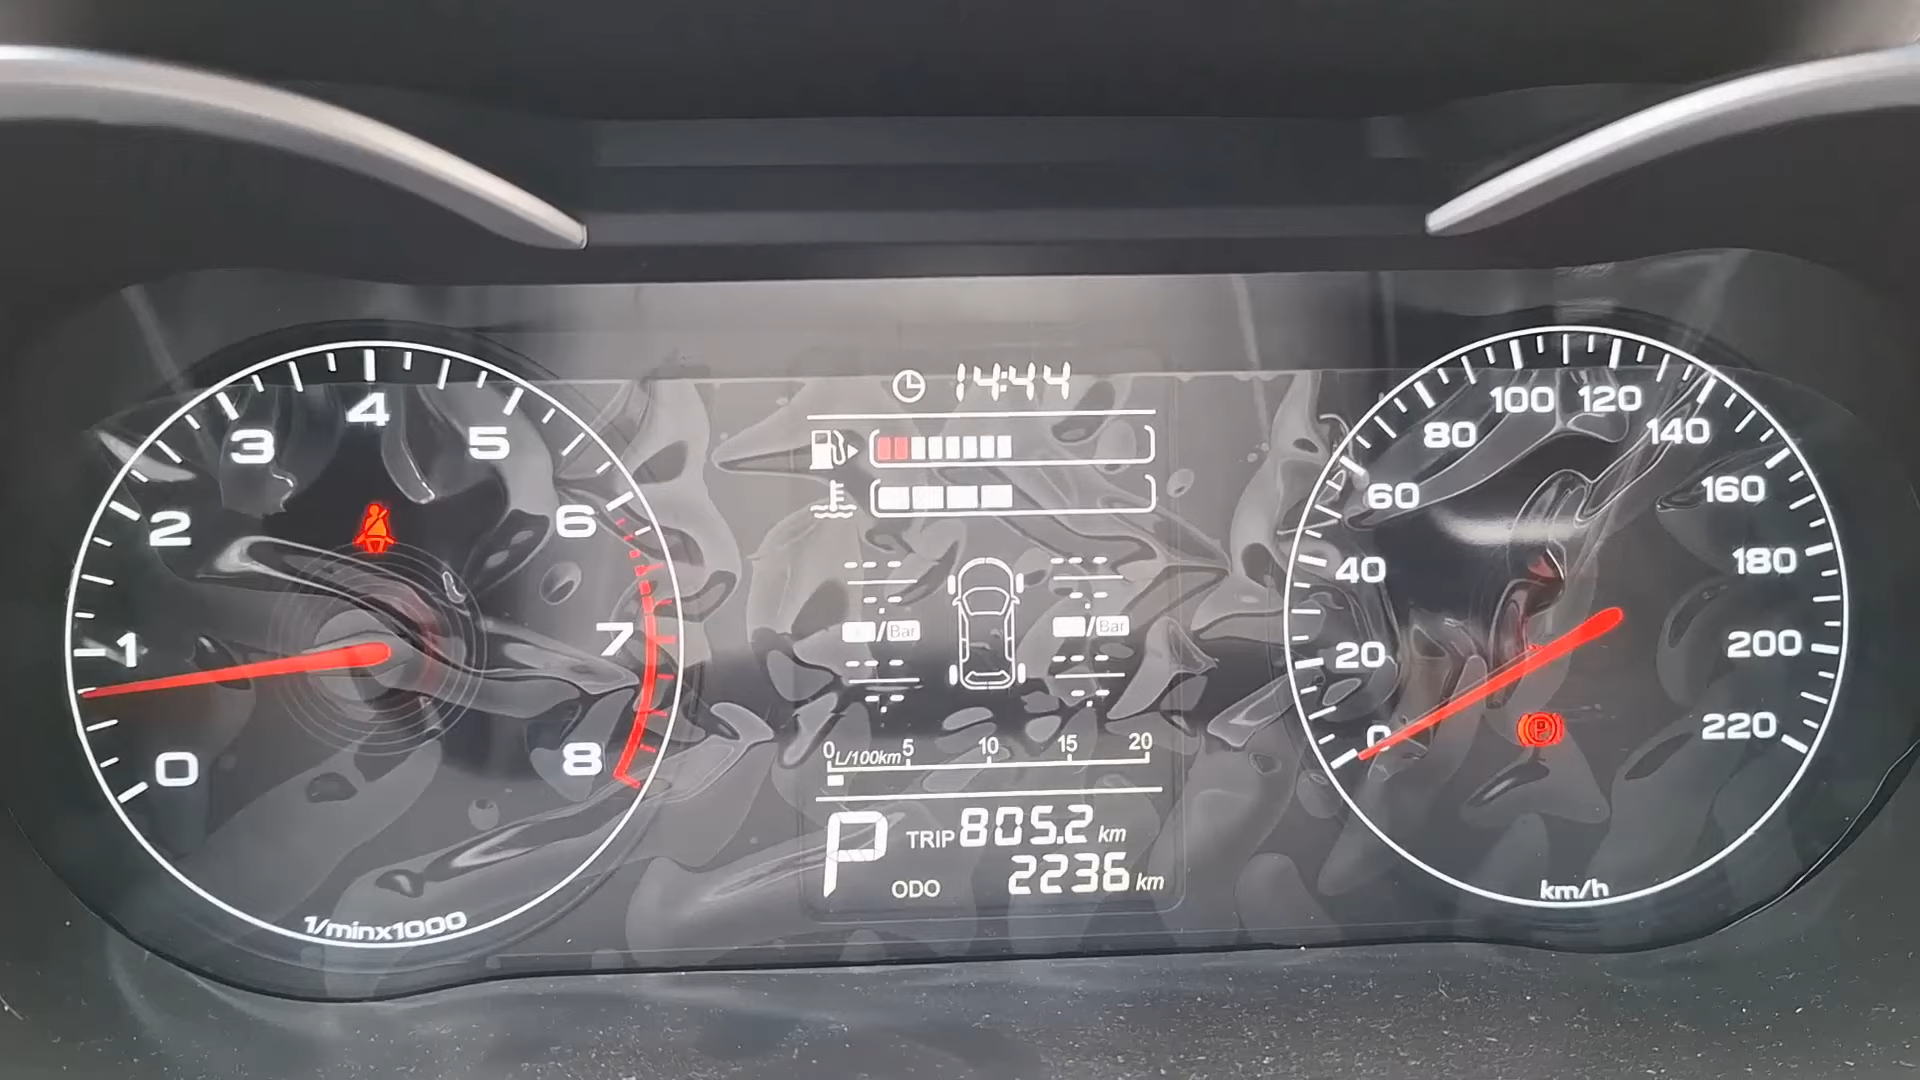 14:44
0 1 2 3 4 5 6 7 8
1/minx1000
/Bar
/Bar
0 5 10 15 20
L/100km
P
TRIP 805.2 km
ODO 2236 km
0 20 40 60 80 100 120 140 160 180 200 220
km/h
P